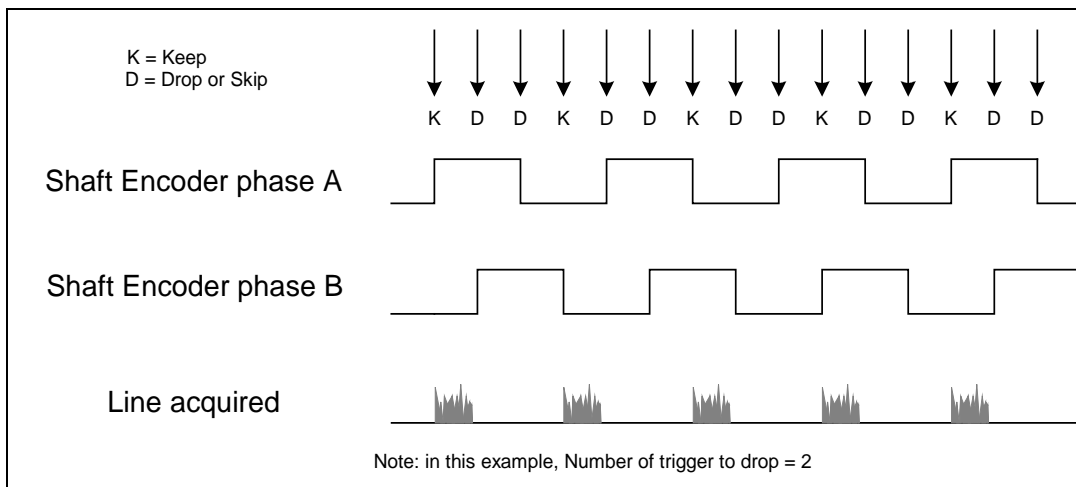 K = Keep
D = Drop or Skip
K D D K D D K D D K D D K D D
Shaft Encoder phase A
Shaft Encoder phase B
Line acquired
Note: in this example, Number of trigger to drop = 2